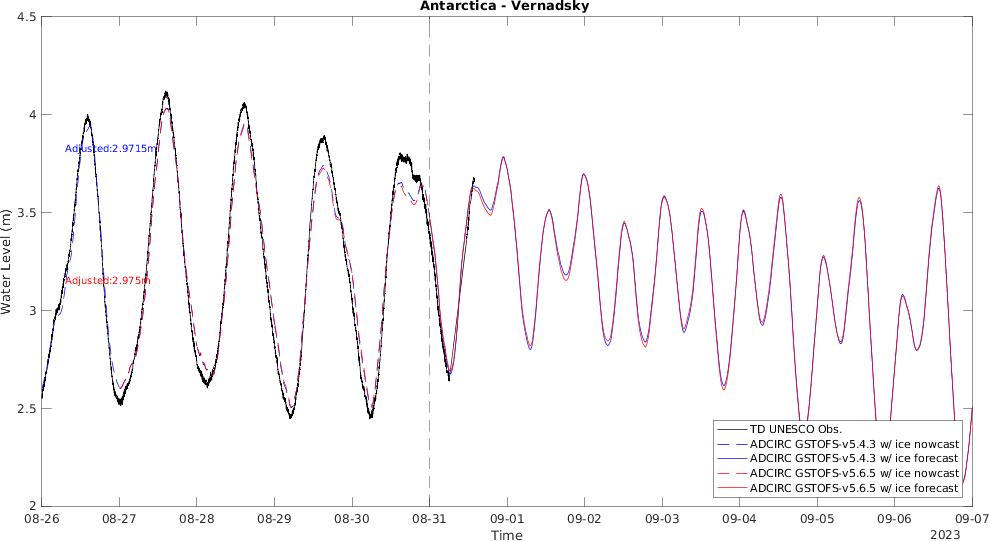 Antarctica - Vernadsky
4.5
4
3.5
3
2.5
2
Water Level (m)
Adjusted:2.9715m
Adjusted:2.975m
TD UNESCO Obs.
ADCIRC GSTOFS-v5.4.3 w/ ice nowcast
ADCIRC GSTOFS-v5.4.3 w/ ice forecast
ADCIRC GSTOFS-v5.6.5 w/ ice nowcast
ADCIRC GSTOFS-v5.6.5 w/ ice forecast
08-26 08-27 08-28 08-29 08-30 08-31 09-01 09-02 09-03 09-04 09-05 09-06 09-07
Time
2023